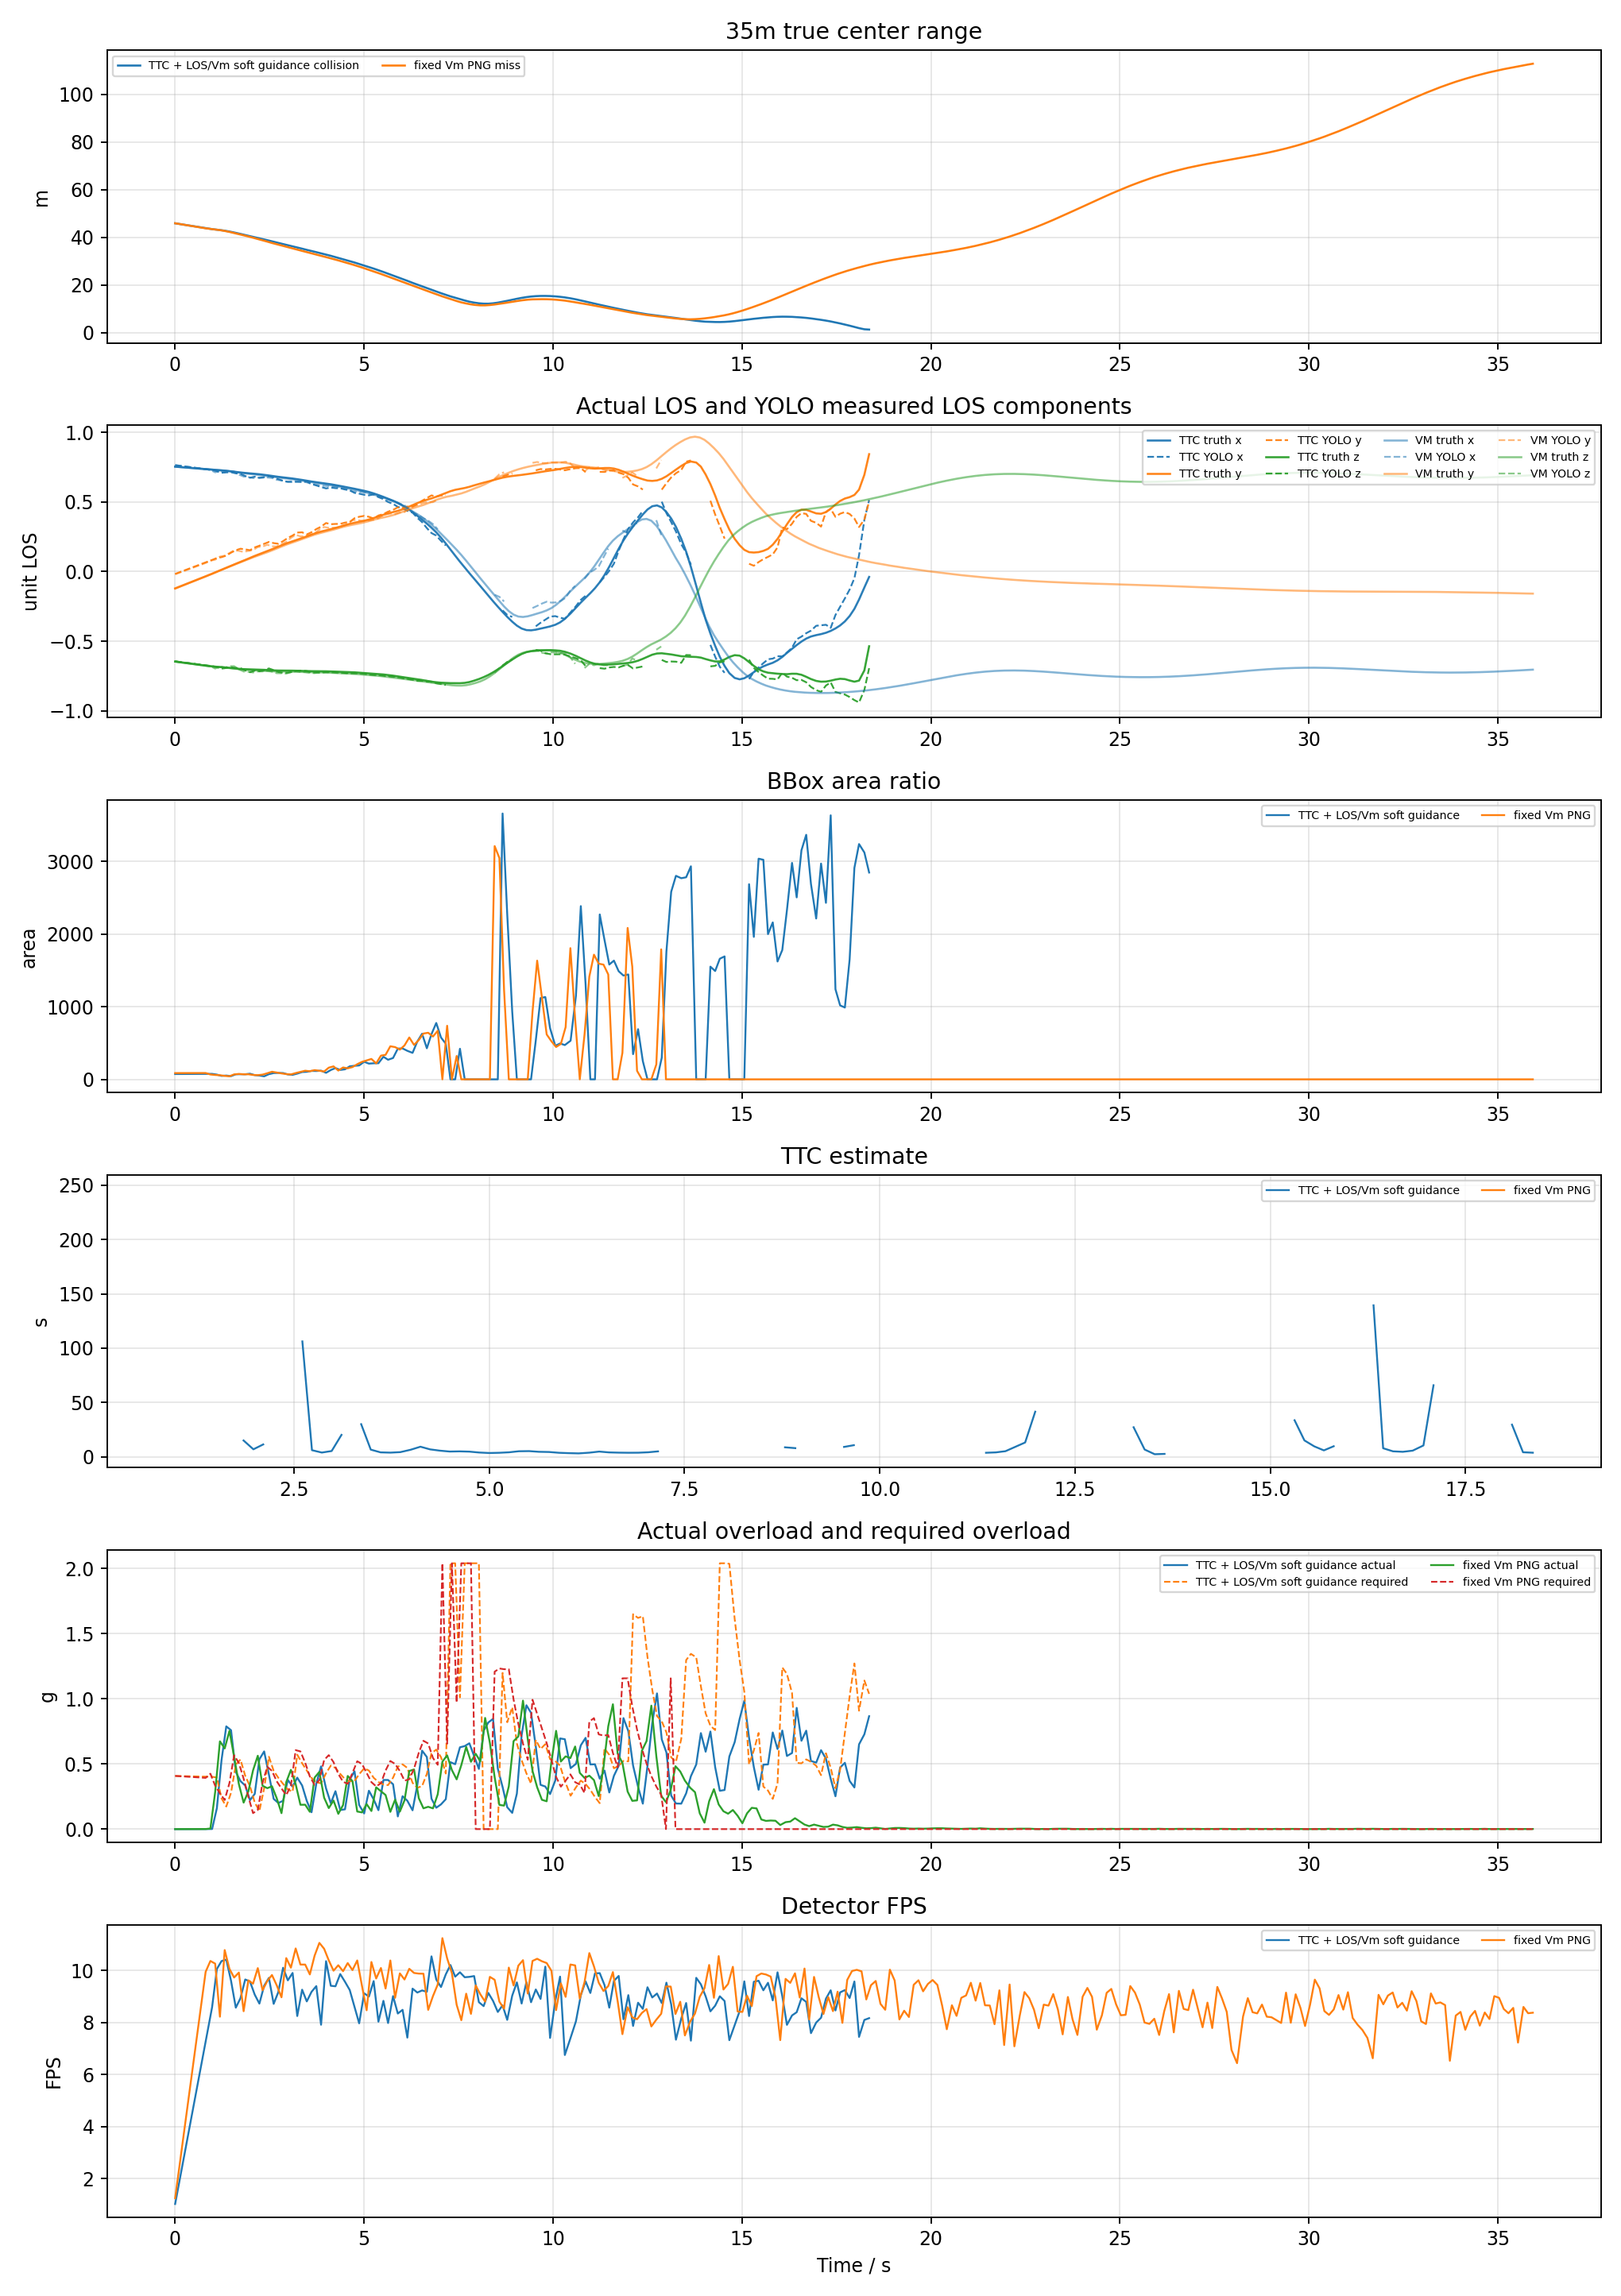 35m true center range
TTC + LOS/Vm soft guidance collision fixed Vm PNG miss
100
80
60
40
20
0
m
0 5 10 15 20 25 30 35
Actual LOS and YOLO measured LOS components
TTC truth x TTC YOLO y VM truth x VM YOLO y
TTC YOLO x TTC truth z VM YOLO x VM truth z
TTC truth y TTC YOLO z VM truth y VM YOLO z
1.0
0.5
0.0
−0.5
−1.0
unit LOS
0 5 10 15 20 25 30 35
BBox area ratio
TTC + LOS/Vm soft guidance fixed Vm PNG
3000
2000
1000
0
area
0 5 10 15 20 25 30 35
TTC estimate
TTC + LOS/Vm soft guidance fixed Vm PNG
250
200
150
100
50
0
s
2.5 5.0 7.5 10.0 12.5 15.0 17.5
Actual overload and required overload
TTC + LOS/Vm soft guidance actual fixed Vm PNG actual
TTC + LOS/Vm soft guidance required fixed Vm PNG required
2.0
1.5
1.0
0.5
0.0
g
0 5 10 15 20 25 30 35
Detector FPS
TTC + LOS/Vm soft guidance fixed Vm PNG
10
8
6
4
2
FPS
0 5 10 15 20 25 30 35
Time / s